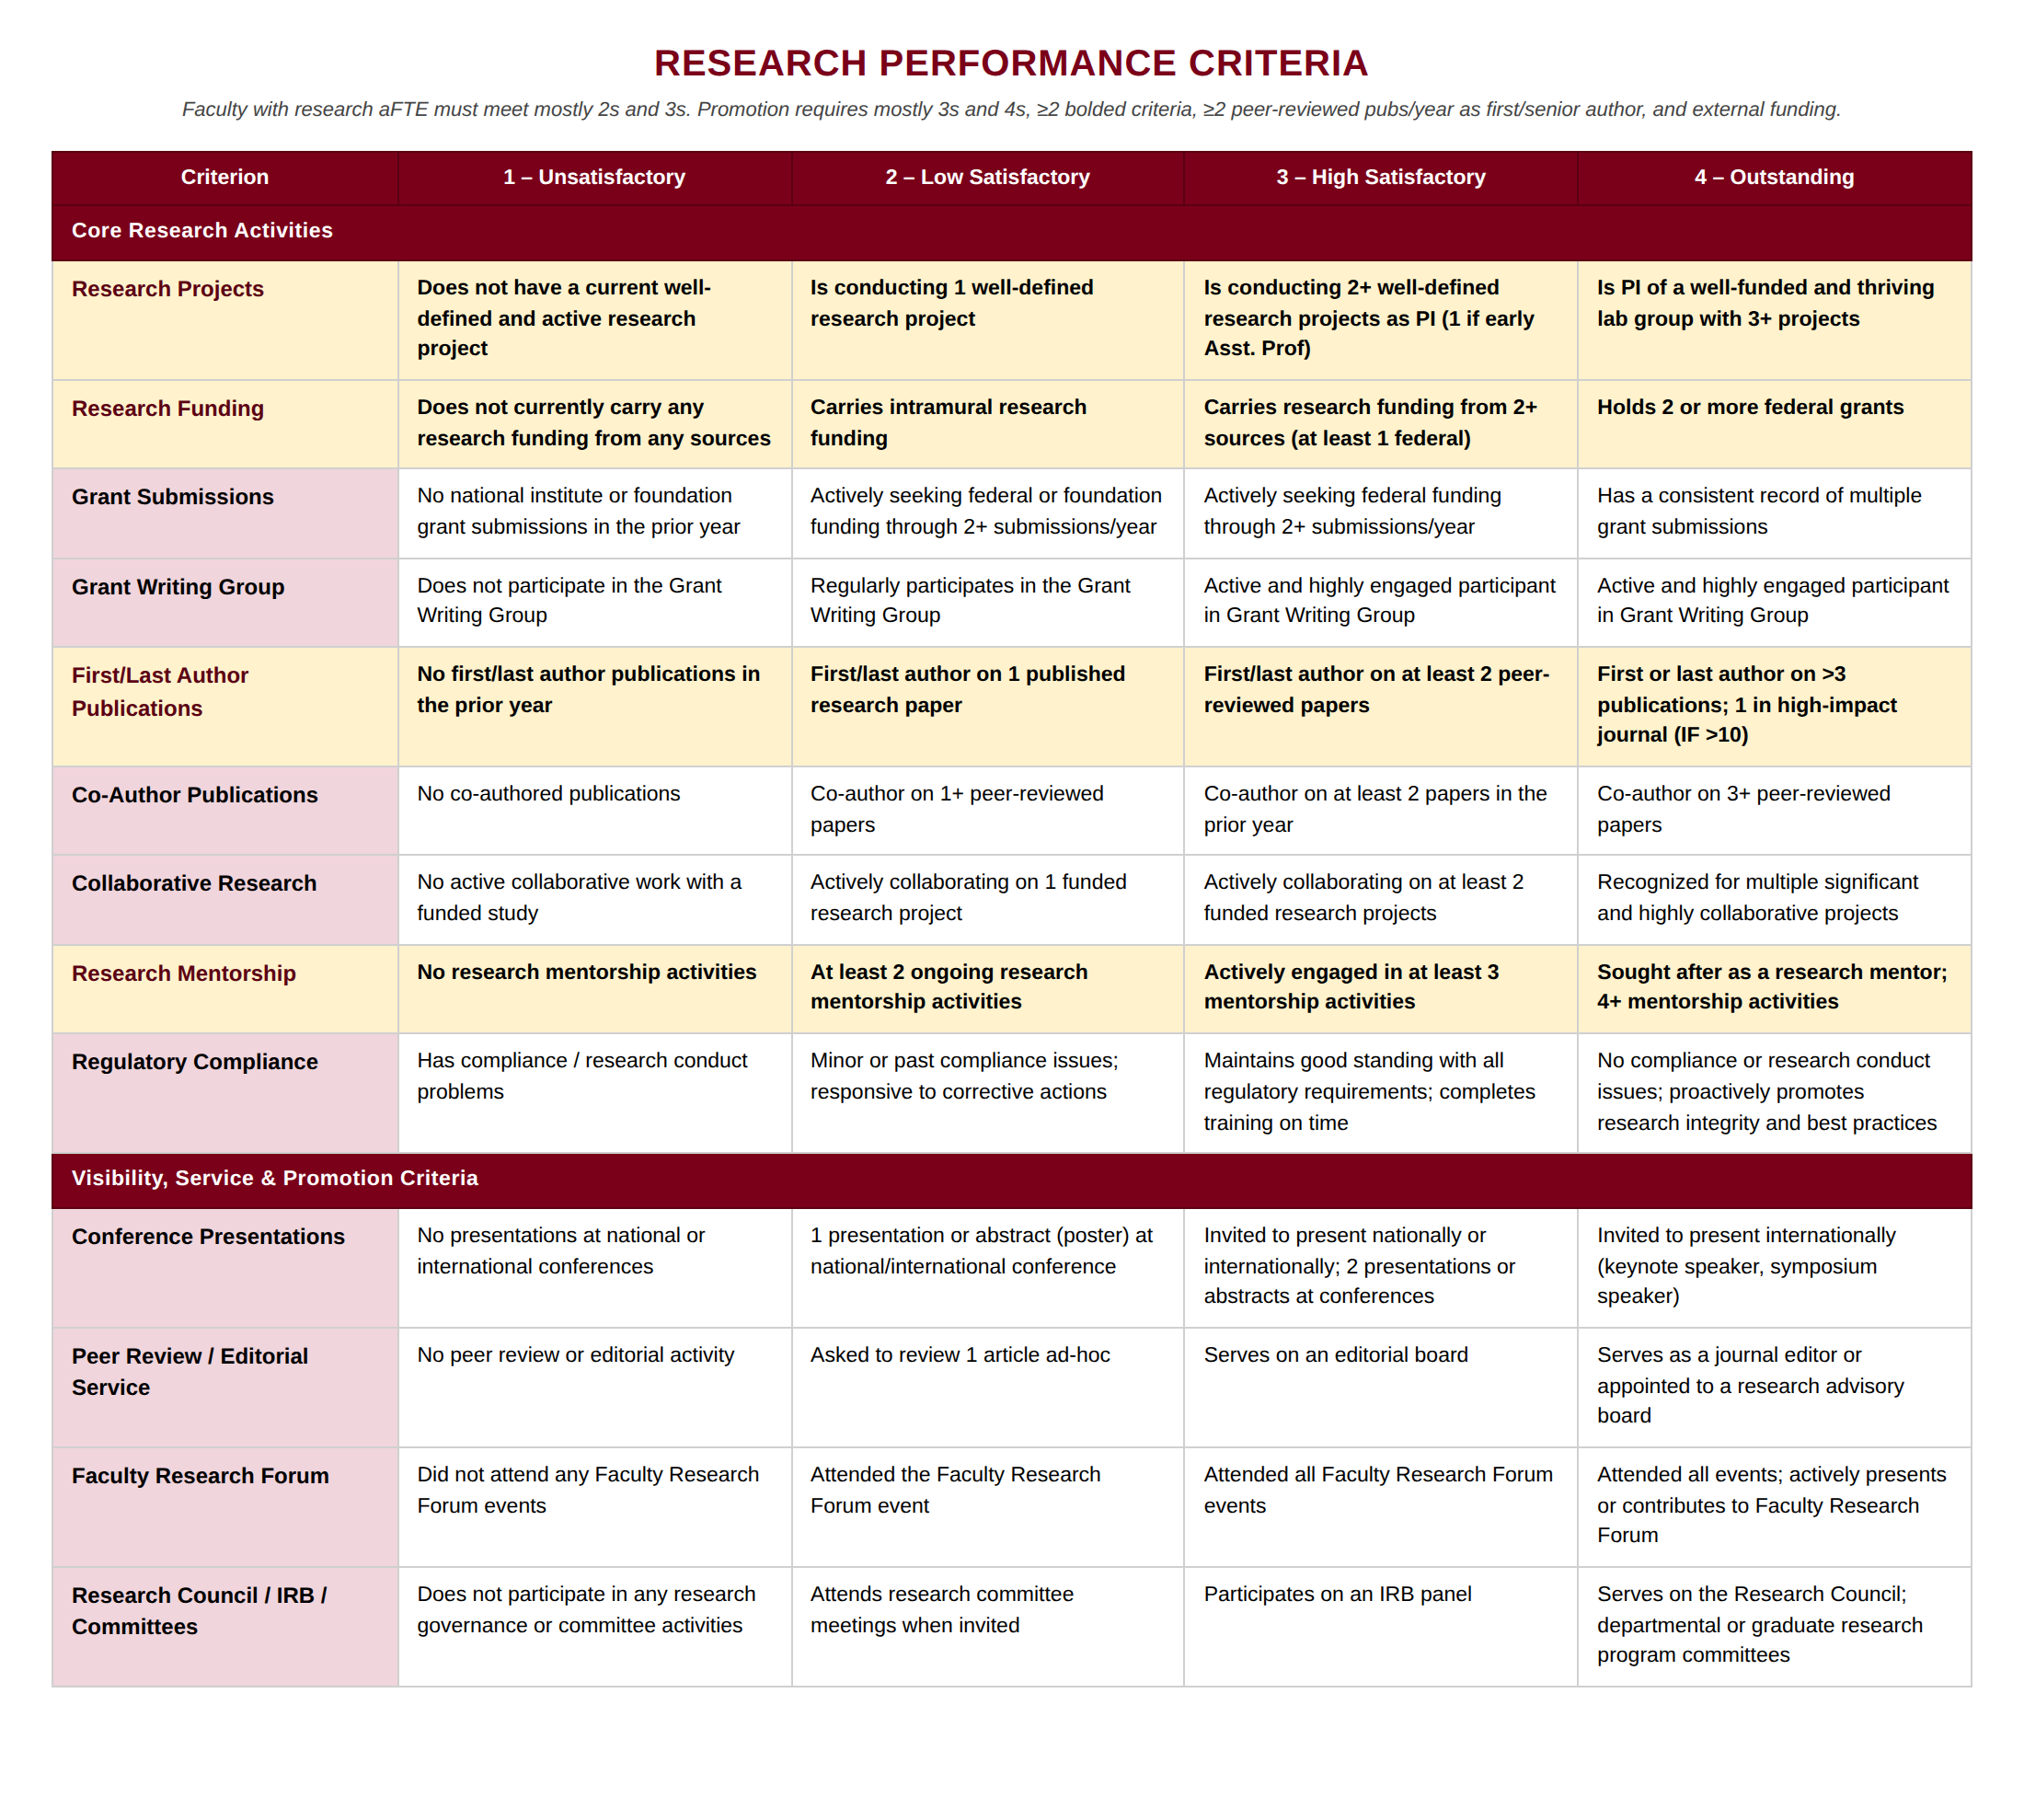 RESEARCH PERFORMANCE CRITERIA
Faculty with research aFTE must meet mostly 2s and 3s. Promotion requires mostly 3s and 4s, ≥2 bolded criteria, ≥2 peer-reviewed pubs/year as first/senior author, and external funding.
Criterion
1 – Unsatisfactory
2 – Low Satisfactory
3 – High Satisfactory
4 – Outstanding
Core Research Activities
Research Projects
Does not have a current well-
defined and active research
project
Is conducting 1 well-defined
research project
Is conducting 2+ well-defined
research projects as PI (1 if early
Asst. Prof)
Is PI of a well-funded and thriving
lab group with 3+ projects
Research Funding
Does not currently carry any
research funding from any sources
Carries intramural research
funding
Carries research funding from 2+
sources (at least 1 federal)
Holds 2 or more federal grants
Grant Submissions
No national institute or foundation
grant submissions in the prior year
Actively seeking federal or foundation
funding through 2+ submissions/year
Actively seeking federal funding
through 2+ submissions/year
Has a consistent record of multiple
grant submissions
Grant Writing Group
Does not participate in the Grant
Writing Group
Regularly participates in the Grant
Writing Group
Active and highly engaged participant
in Grant Writing Group
Active and highly engaged participant
in Grant Writing Group
First/Last Author
Publications
No first/last author publications in
the prior year
First/last author on 1 published
research paper
First/last author on at least 2 peer-
reviewed papers
First or last author on >3
publications; 1 in high-impact
journal (IF >10)
Co-Author Publications
No co-authored publications
Co-author on 1+ peer-reviewed
papers
Co-author on at least 2 papers in the
prior year
Co-author on 3+ peer-reviewed
papers
Collaborative Research
No active collaborative work with a
funded study
Actively collaborating on 1 funded
research project
Actively collaborating on at least 2
funded research projects
Recognized for multiple significant
and highly collaborative projects
Research Mentorship
No research mentorship activities
At least 2 ongoing research
mentorship activities
Actively engaged in at least 3
mentorship activities
Sought after as a research mentor;
4+ mentorship activities
Regulatory Compliance
Has compliance / research conduct
problems
Minor or past compliance issues;
responsive to corrective actions
Maintains good standing with all
regulatory requirements; completes
training on time
No compliance or research conduct
issues; proactively promotes
research integrity and best practices
Visibility, Service & Promotion Criteria
Conference Presentations
No presentations at national or
international conferences
1 presentation or abstract (poster) at
national/international conference
Invited to present nationally or
internationally; 2 presentations or
abstracts at conferences
Invited to present internationally
(keynote speaker, symposium
speaker)
Peer Review / Editorial
Service
No peer review or editorial activity
Asked to review 1 article ad-hoc
Serves on an editorial board
Serves as a journal editor or
appointed to a research advisory
board
Faculty Research Forum
Did not attend any Faculty Research
Forum events
Attended the Faculty Research
Forum event
Attended all Faculty Research Forum
events
Attended all events; actively presents
or contributes to Faculty Research
Forum
Research Council / IRB /
Committees
Does not participate in any research
governance or committee activities
Attends research committee
meetings when invited
Participates on an IRB panel
Serves on the Research Council;
departmental or graduate research
program committees